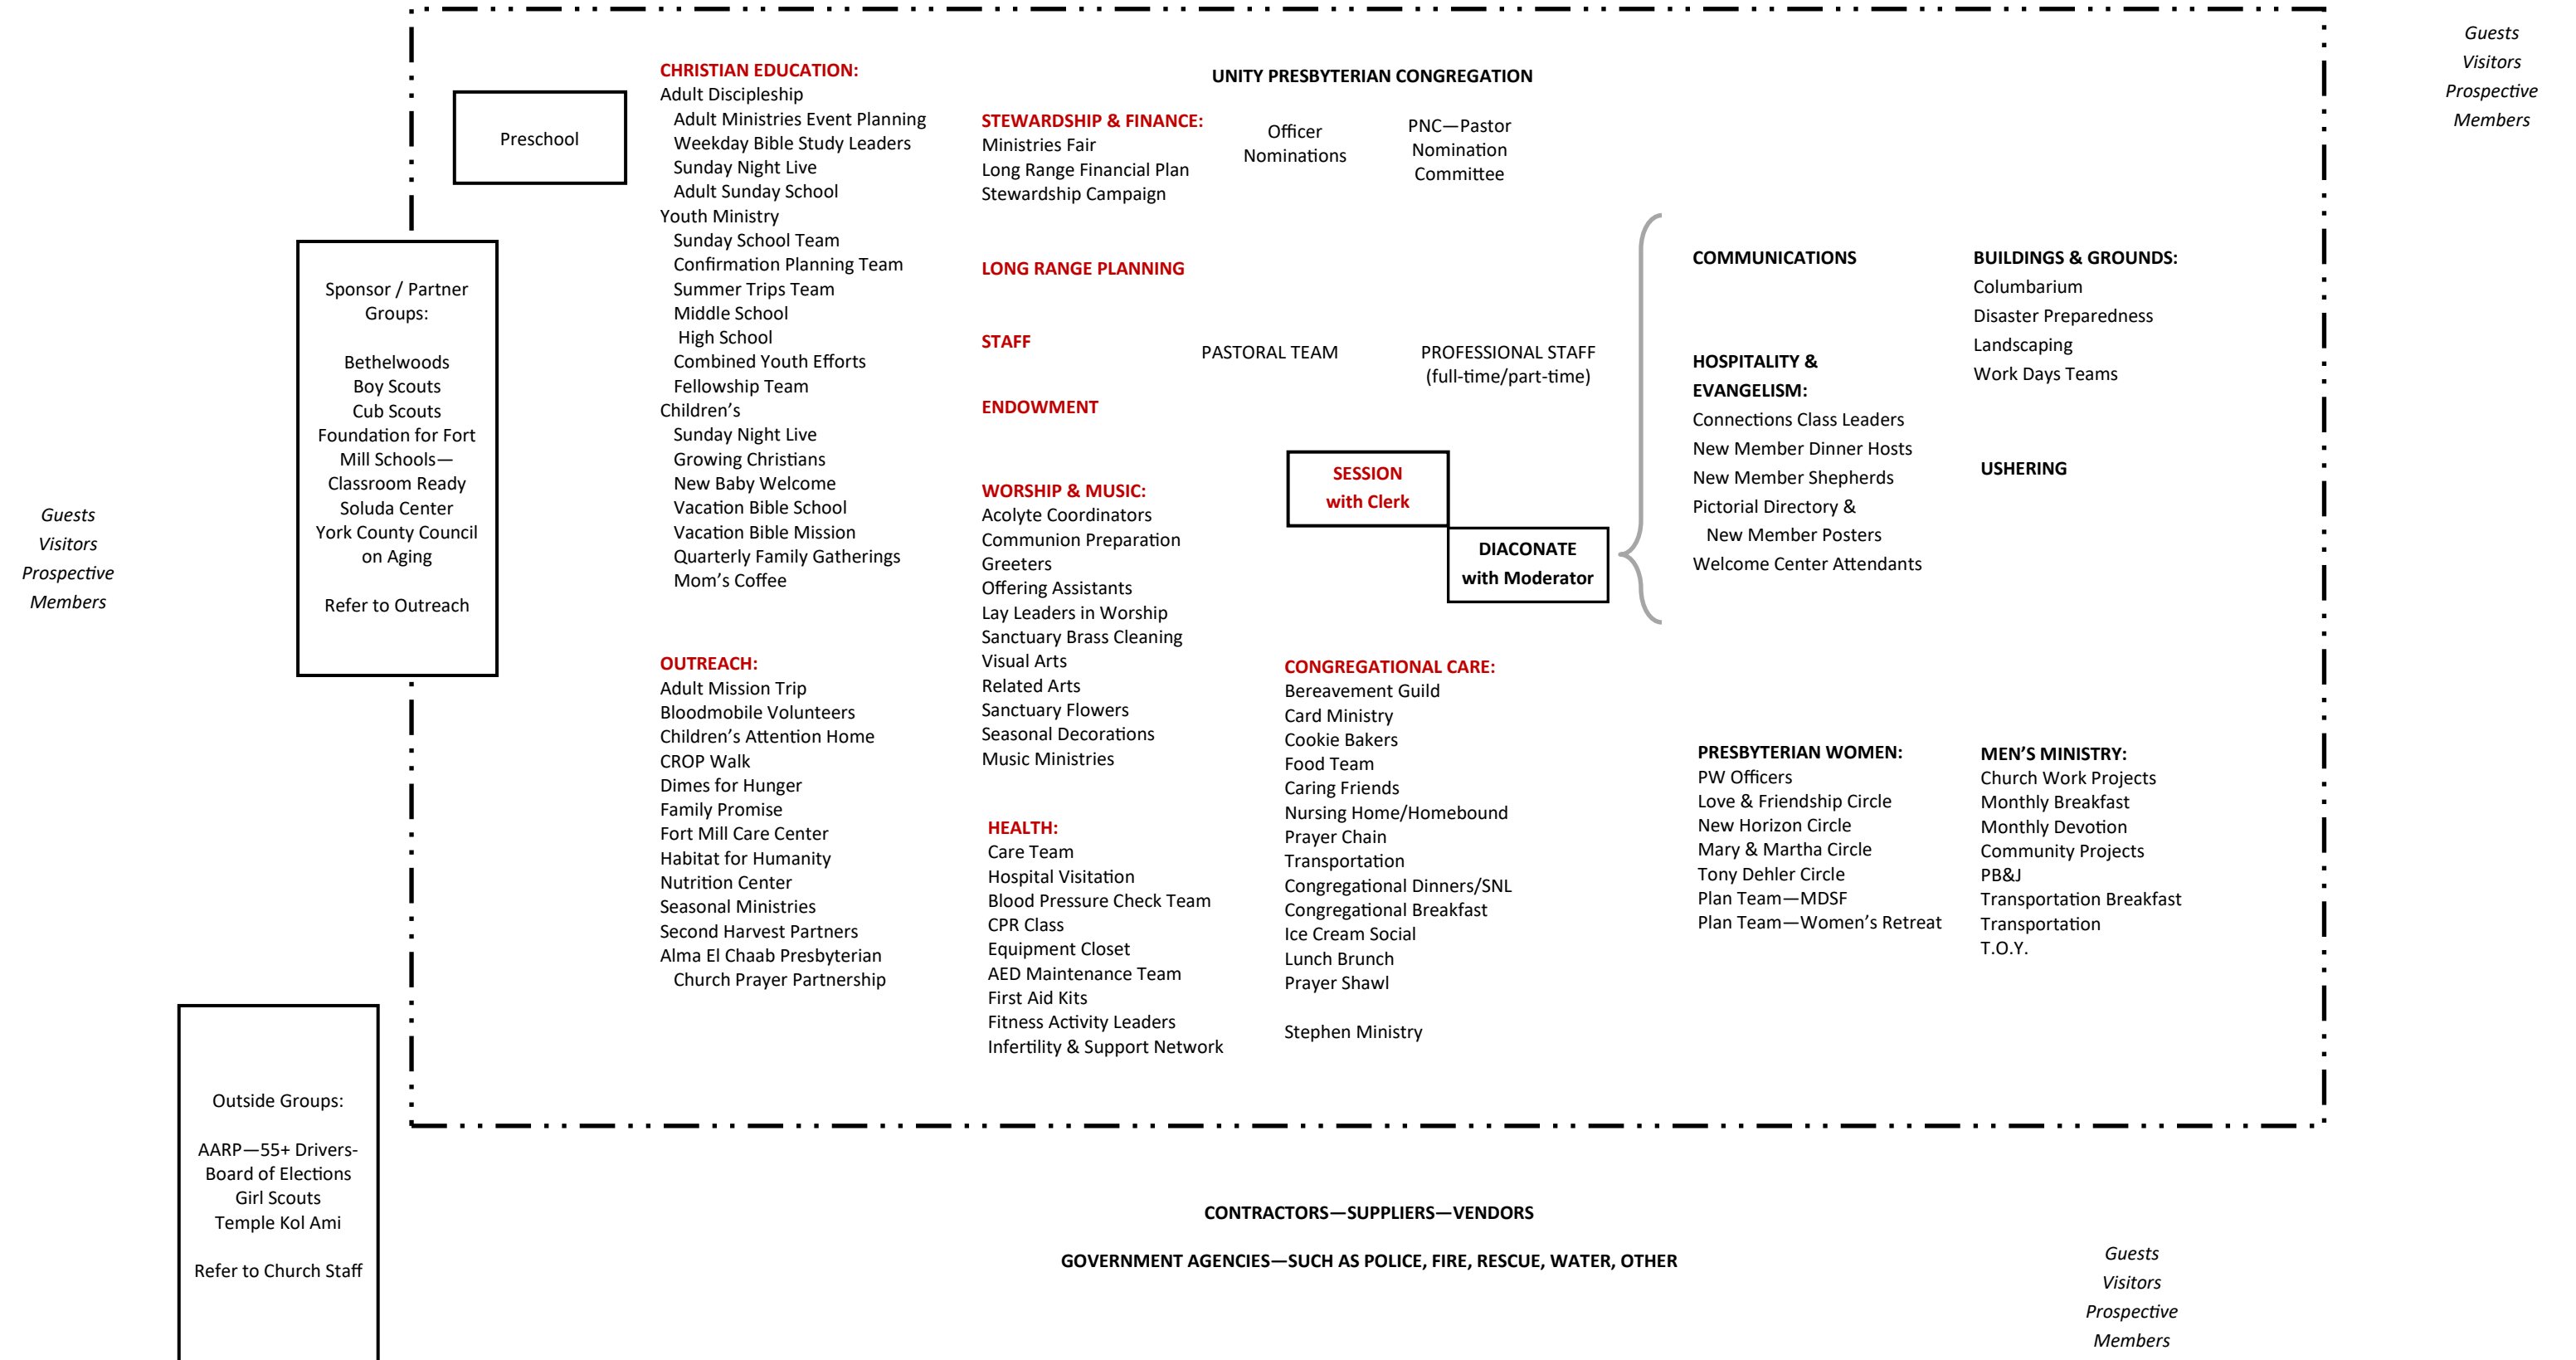 Guests
Visitors
Prospective
Members
UNITY PRESBYTERIAN CONGREGATION
Preschool
Sponsor / Partner
Groups:
Bethelwoods
Boy Scouts
Cub Scouts
Foundation for Fort
Mill Schools—
Classroom Ready
Soluda Center
York County Council
on Aging
Refer to Outreach
Guests
Visitors
Prospective
Members
Outside Groups:
AARP—55+ Drivers-
Board of Elections
Girl Scouts
Temple Kol Ami
Refer to Church Staff
CHRISTIAN EDUCATION:
Adult Discipleship
Adult Ministries Event Planning
Weekday Bible Study Leaders
Sunday Night Live
Adult Sunday School
Youth Ministry
Sunday School Team
Confirmation Planning Team
Summer Trips Team
Middle School
High School
Combined Youth Efforts
Fellowship Team
Children’s
Sunday Night Live
Growing Christians
New Baby Welcome
Vacation Bible School
Vacation Bible Mission
Quarterly Family Gatherings
Mom’s Coffee
OUTREACH:
Adult Mission Trip
Bloodmobile Volunteers
Children’s Attention Home
CROP Walk
Dimes for Hunger
Family Promise
Fort Mill Care Center
Habitat for Humanity
Nutrition Center
Seasonal Ministries
Second Harvest Partners
Alma El Chaab Presbyterian
Church Prayer Partnership
STEWARDSHIP & FINANCE:
Ministries Fair
Long Range Financial Plan
Stewardship Campaign
LONG RANGE PLANNING
STAFF
ENDOWMENT
WORSHIP & MUSIC:
Acolyte Coordinators
Communion Preparation
Greeters
Offering Assistants
Lay Leaders in Worship
Sanctuary Brass Cleaning
Visual Arts
Related Arts
Sanctuary Flowers
Seasonal Decorations
Music Ministries
HEALTH:
Care Team
Hospital Visitation
Blood Pressure Check Team
CPR Class
Equipment Closet
AED Maintenance Team
First Aid Kits
Fitness Activity Leaders
Infertility & Support Network
Officer
Nominations
PNC—Pastor
Nomination
Committee
PASTORAL TEAM
PROFESSIONAL STAFF
(full-time/part-time)
SESSION
with Clerk
DIACONATE
with Moderator
CONGREGATIONAL CARE:
Bereavement Guild
Card Ministry
Cookie Bakers
Food Team
Caring Friends
Nursing Home/Homebound
Prayer Chain
Transportation
Congregational Dinners/SNL
Congregational Breakfast
Ice Cream Social
Lunch Brunch
Prayer Shawl
Stephen Ministry
COMMUNICATIONS
HOSPITALITY &
EVANGELISM:
Connections Class Leaders
New Member Dinner Hosts
New Member Shepherds
Pictorial Directory &
New Member Posters
Welcome Center Attendants
BUILDINGS & GROUNDS:
Columbarium
Disaster Preparedness
Landscaping
Work Days Teams
USHERING
PRESBYTERIAN WOMEN:
PW Officers
Love & Friendship Circle
New Horizon Circle
Mary & Martha Circle
Tony Dehler Circle
Plan Team—MDSF
Plan Team—Women’s Retreat
MEN’S MINISTRY:
Church Work Projects
Monthly Breakfast
Monthly Devotion
Community Projects
PB&J
Transportation Breakfast
Transportation
T.O.Y.
CONTRACTORS—SUPPLIERS—VENDORS
GOVERNMENT AGENCIES—SUCH AS POLICE, FIRE, RESCUE, WATER, OTHER
Guests
Visitors
Prospective
Members